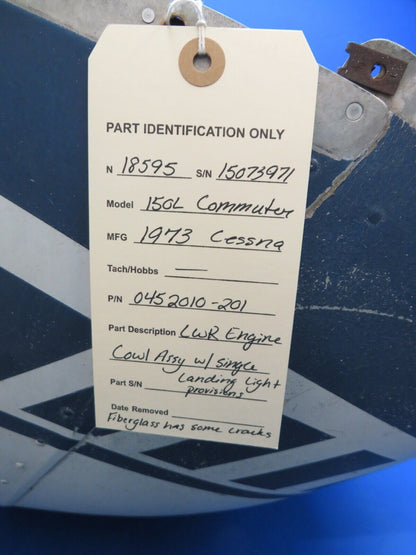 PART IDENTIFICATION ONLY
N 18595 S/N 15073971
Model 150L Commuter
MFG 1973 Cessna
Tach/Hobbs —
P/N 0452010-201
Part Description LWR Engine
Cowl Assy w/ single
Landing Light
Part S/N provisions
Date Removed
Fiberglass has some cracks